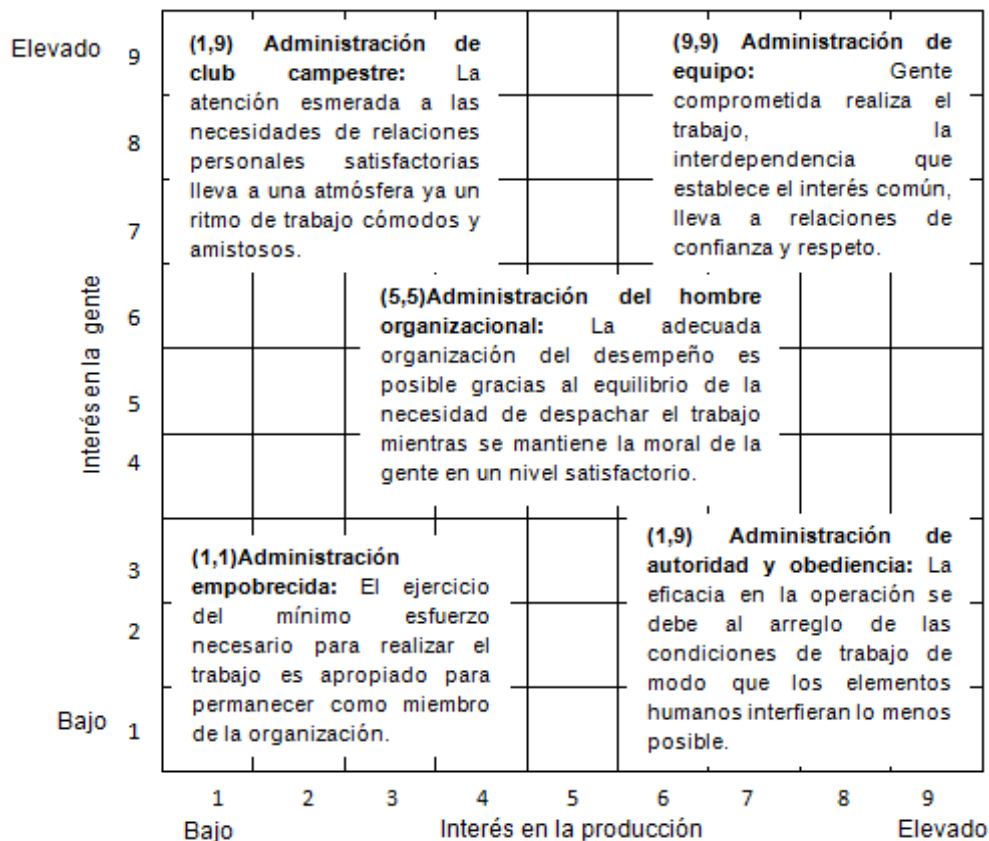 Elevado
9
8
7
6
5
4
3
2
Bajo 1
Interés en la gente
(1,9) Administración de
club campestre: La
atención esmerada a las
necesidades de relaciones
personales satisfactorias
lleva a una atmósfera ya un
ritmo de trabajo cómodos y
amistosos.
(9,9) Administración de
equipo: Gente
comprometida realiza el
trabajo, la
interdependencia que
establece el interés común,
lleva a relaciones de
confianza y respeto.
(5,5)Administración del hombre
organizacional: La adecuada
organización del desempeño es
posible gracias al equilibrio de la
necesidad de despachar el trabajo
mientras se mantiene la moral de la
gente en un nivel satisfactorio.
(1,1)Administración
empobrecida: El ejercicio
del mínimo esfuerzo
necesario para realizar el
trabajo es apropiado para
permanecer como miembro
de la organización.
(1,9) Administración de
autoridad y obediencia: La
eficacia en la operación se
debe al arreglo de las
condiciones de trabajo de
modo que los elementos
humanos interfieran lo menos
posible.
1 2 3 4 5 6 7 8 9
Bajo Interés en la producción Elevado